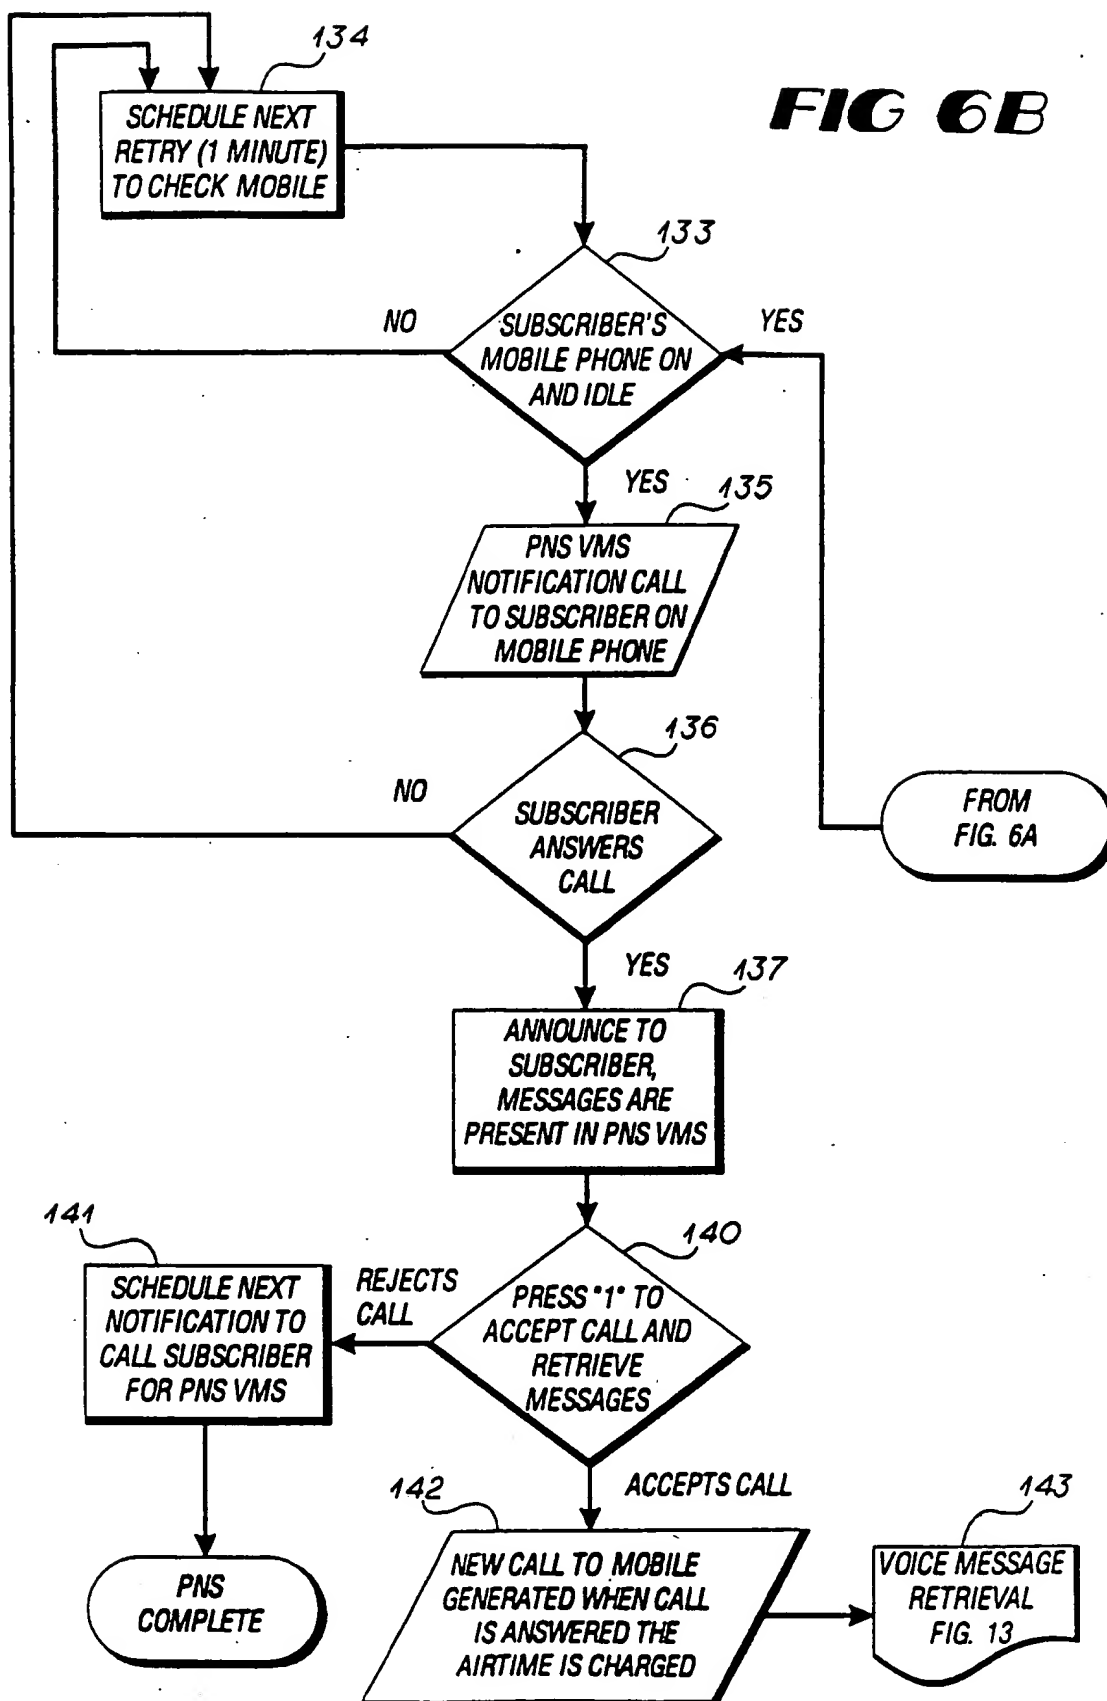 134
FIG 6B
SCHEDULE NEXT
RETRY (1 MINUTE)
TO CHECK MOBILE
133
NO
SUBSCRIBER'S
MOBILE PHONE ON
AND IDLE
YES
YES
135
PNS VMS
NOTIFICATION CALL
TO SUBSCRIBER ON
MOBILE PHONE
136
NO
SUBSCRIBER
ANSWERS
CALL
FROM
FIG. 6A
YES
137
ANNOUNCE TO
SUBSCRIBER,
MESSAGES ARE
PRESENT IN PNS VMS
141
140
SCHEDULE NEXT
NOTIFICATION TO
CALL SUBSCRIBER
FOR PNS VMS
REJECTS
CALL
PRESS "1" TO
ACCEPT CALL AND
RETRIEVE
MESSAGES
ACCEPTS CALL
142
143
PNS
COMPLETE
NEW CALL TO MOBILE
GENERATED WHEN CALL
IS ANSWERED THE
AIRTIME IS CHARGED
VOICE MESSAGE
RETRIEVAL
FIG. 13